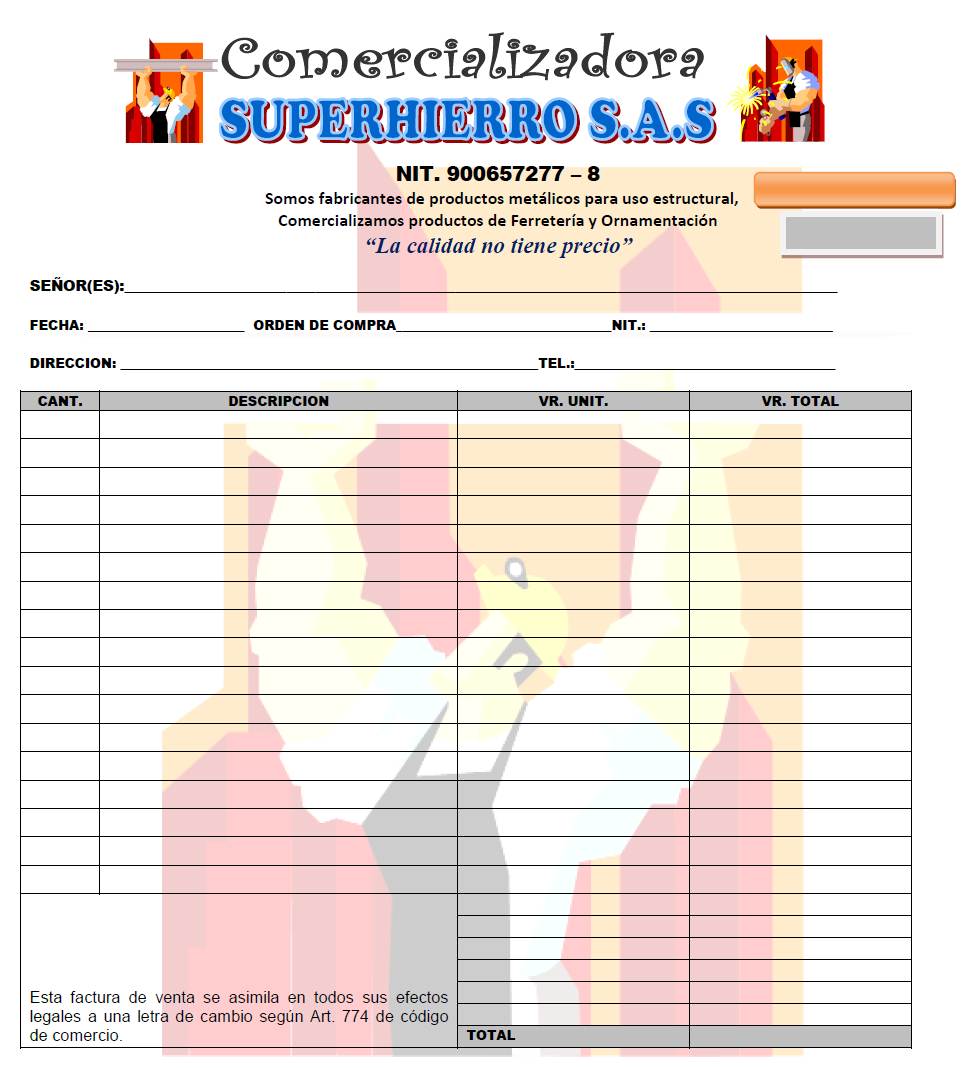 Comercializadora
SUPERHIERRO S.A.S
NIT. 900657277 – 8
Somos fabricantes de productos metálicos para uso estructural,
Comercializamos productos de Ferretería y Ornamentación
“La calidad no tiene precio”
SEÑOR(ES):
FECHA: ORDEN DE COMPRA NIT.:
DIRECCION: TEL.:
CANT. DESCRIPCION VR. UNIT. VR. TOTAL
Esta factura de venta se asimila en todos sus efectos
legales a una letra de cambio según Art. 774 de código
de comercio.
TOTAL